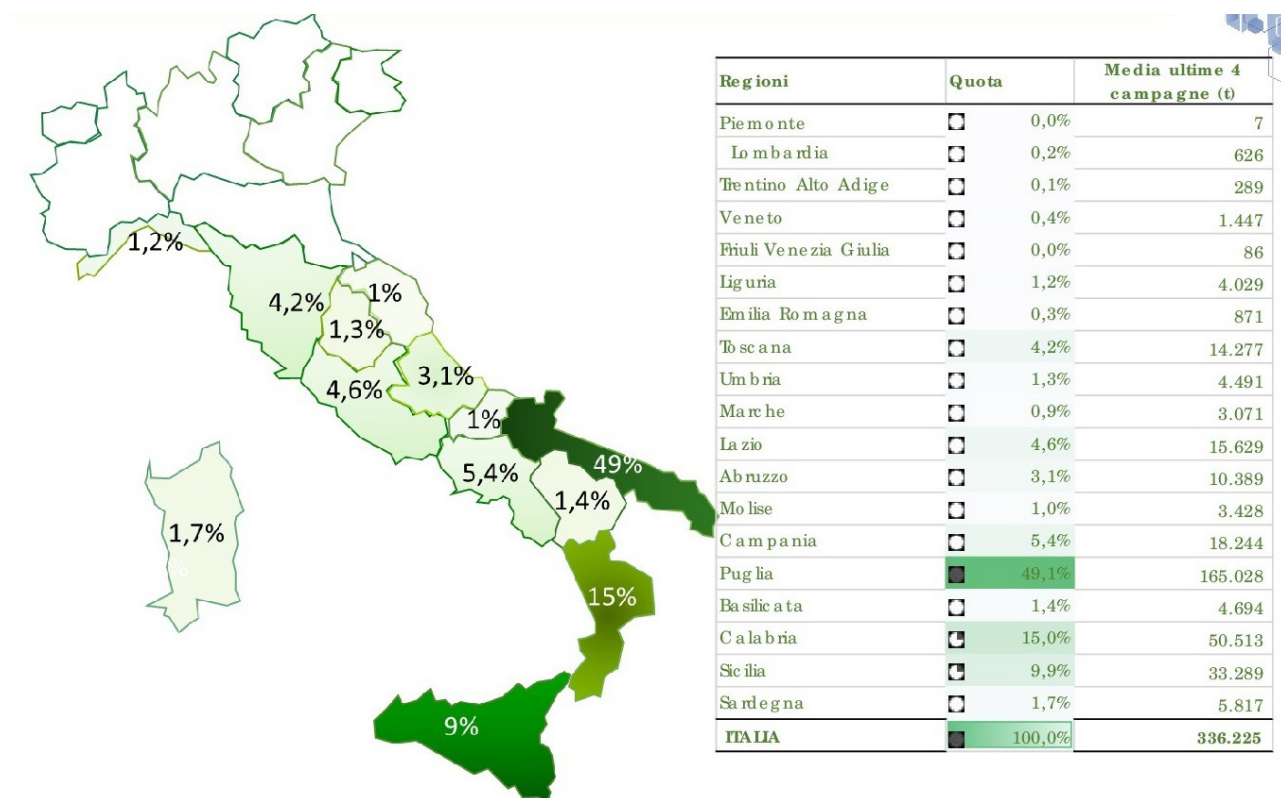 1,2%
4,2%
1%
1,3%
3,1%
4,6%
1%
49%
5,4%
1,4%
1,7%
%
15%
9%
Regioni Quota Media ultime 4 campagne (t)
Piemonte 0,0% 7
Lombardia 0,2% 626
Trentino Alto Adige 0,1% 289
Veneto 0,4% 1.447
Friuli Venezia Giulia 0,0% 86
Liguria 1,2% 4.029
Emilia Romagna 0,3% 871
Toscana 4,2% 14.277
Umbria 1,3% 4.491
Marche 0,9% 3.071
Lazio 4,6% 15.629
Abruzzo 3,1% 10.389
Molise 1,0% 3.428
Campania 5,4% 18.244
Puglia 49,1% 165.028
Basilicata 1,4% 4.694
Calabria 15,0% 50.513
Sicilia 9,9% 33.289
Sardegna 1,7% 5.817
ITALIA 100,0% 336.225